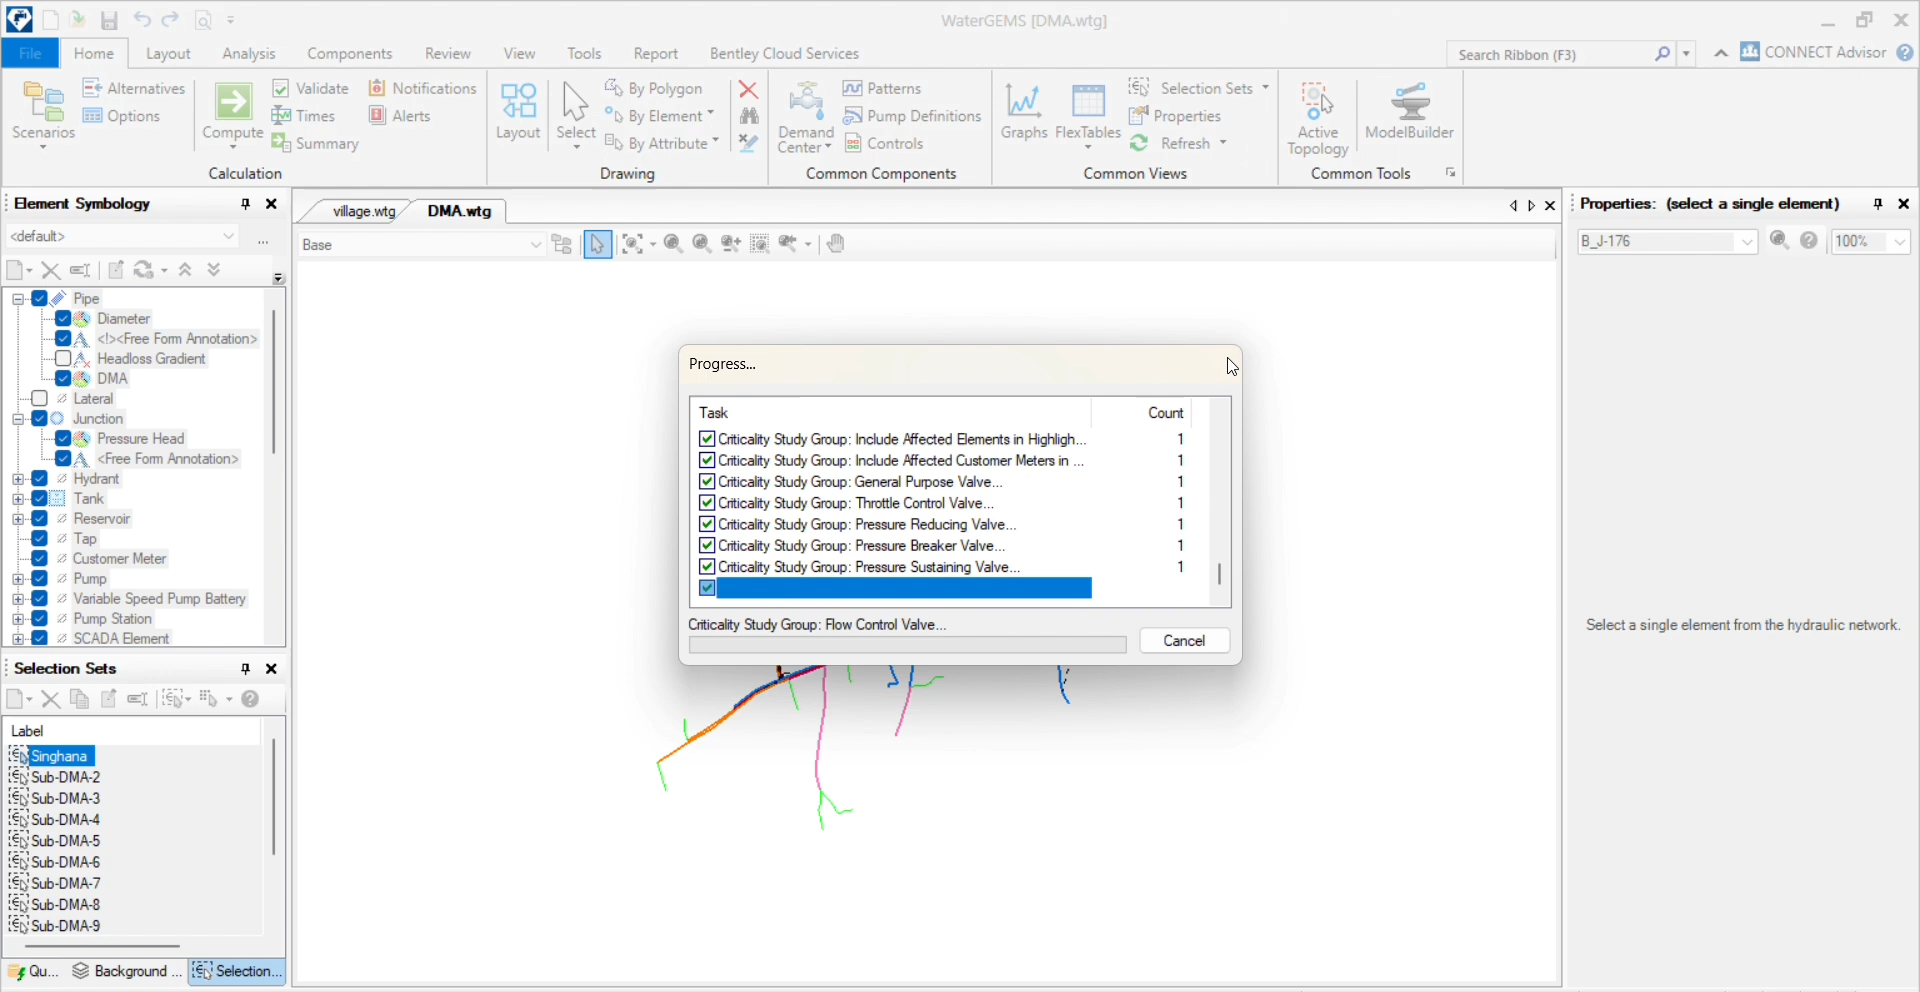 WaterGEMS [DMA.wtg]
File Home Layout Analysis Components Review View Tools Report Bentley Cloud Services
Search Ribbon (F3)
CONNECT Advisor
Scenarios
Alternatives
Options
Compute
Validate
Times
Summary
Notifications
Alerts
Calculation
Layout
Select
By Polygon
By Element
By Attribute
Drawing
Demand
Center
Patterns
Pump Definitions
Controls
Common Components
Graphs
FlexTables
Selection Sets
Properties
Refresh
Common Views
Active
Topology
ModelBuilder
Common Tools
Element Symbology
<default>
...
Pipe
Diameter
<!><Free Form Annotation>
Headloss Gradient
DMA
Lateral
Junction
Pressure Head
<Free Form Annotation>
Hydrant
Tank
Reservoir
Tap
Customer Meter
Pump
Variable Speed Pump Battery
Pump Station
SCADA Element
Selection Sets
Label
Singhana
Sub-DMA-2
Sub-DMA-3
Sub-DMA-4
Sub-DMA-5
Sub-DMA-6
Sub-DMA-7
Sub-DMA-8
Sub-DMA-9
Qu... Background ... Selection...
village.wtg DMA.wtg
Base
Progress...
Task Count
Criticality Study Group: Include Affected Elements in Highligh... 1
Criticality Study Group: Include Affected Customer Meters in ... 1
Criticality Study Group: General Purpose Valve... 1
Criticality Study Group: Throttle Control Valve... 1
Criticality Study Group: Pressure Reducing Valve... 1
Criticality Study Group: Pressure Breaker Valve... 1
Criticality Study Group: Pressure Sustaining Valve... 1
Criticality Study Group: Flow Control Valve...
Cancel
Properties: (select a single element)
B_J-176
100%
Select a single element from the hydraulic network.